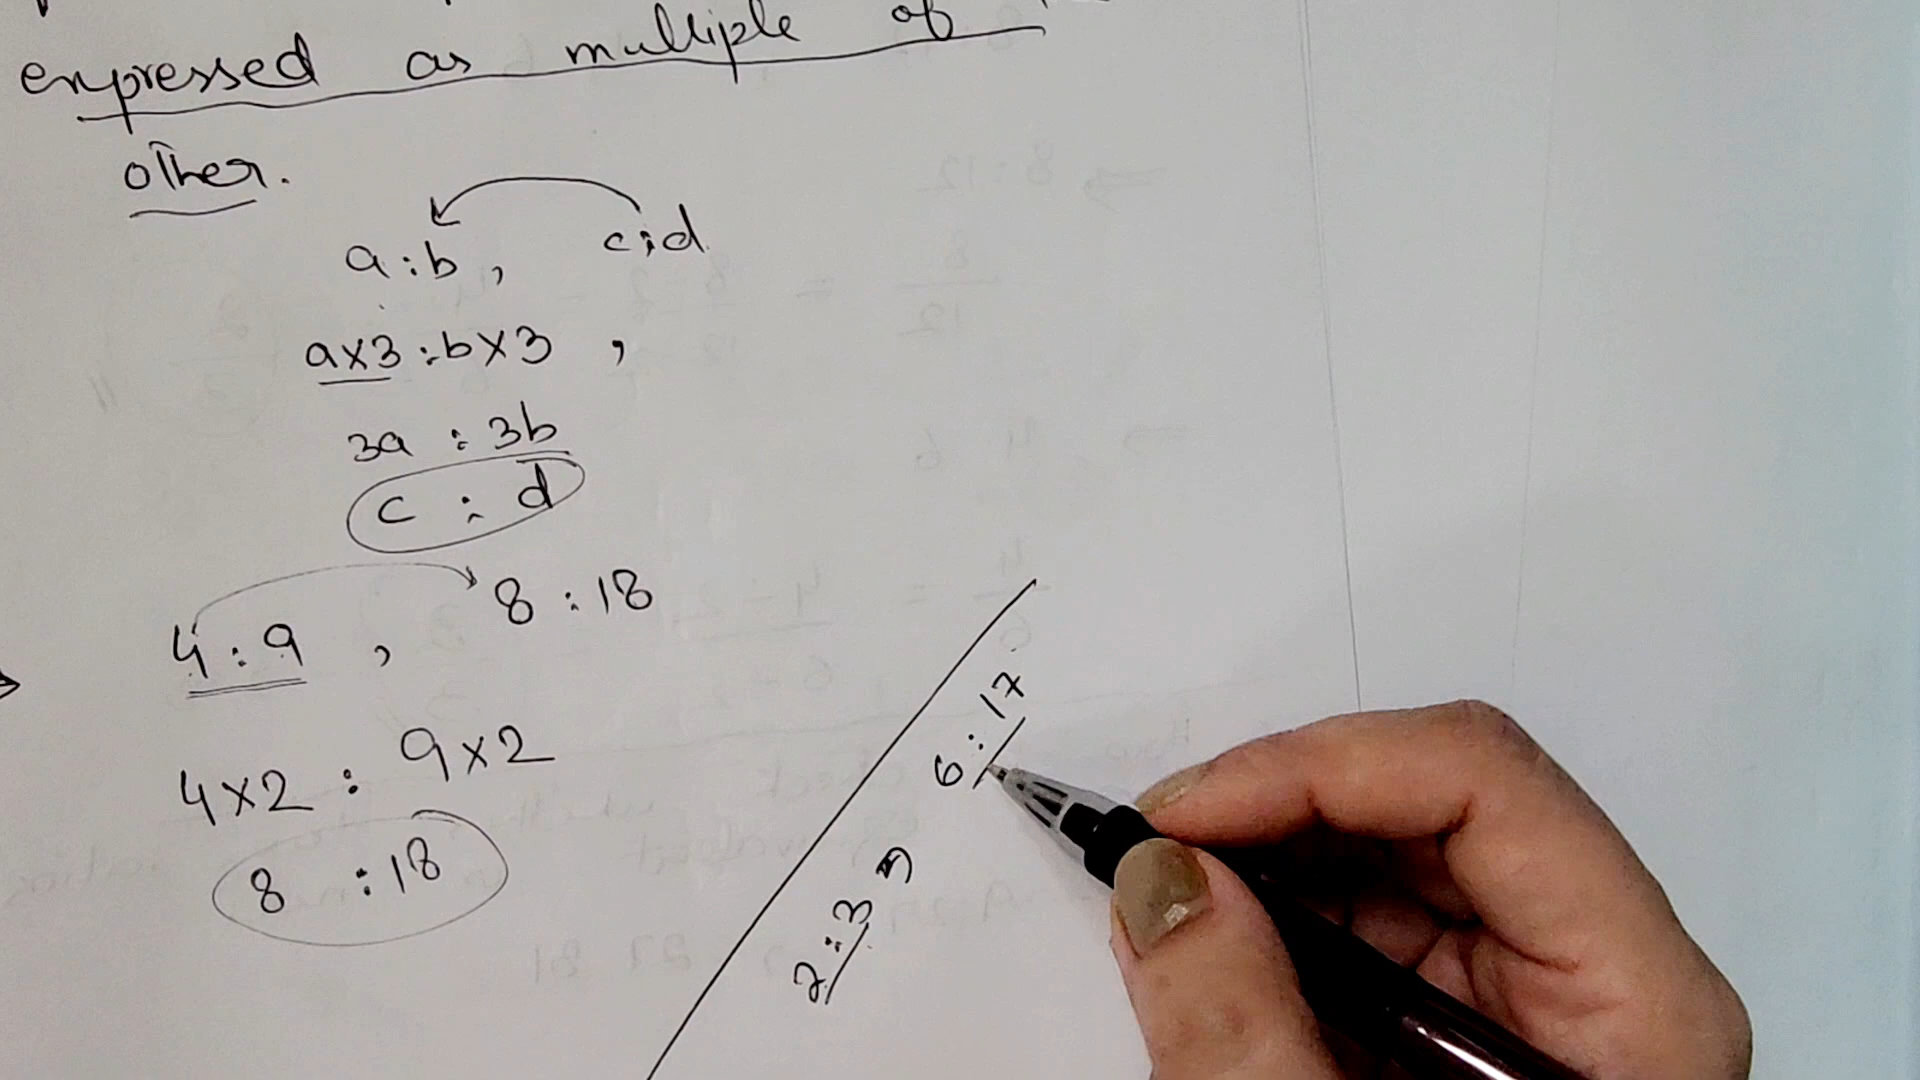 expressed as multiple of
other.
a:b, c:d
a×3:b×3 ,
3a : 3b
c : d
4:9 , 8:18
4×2 : 9×2
8 :18
2:3 , 6:17